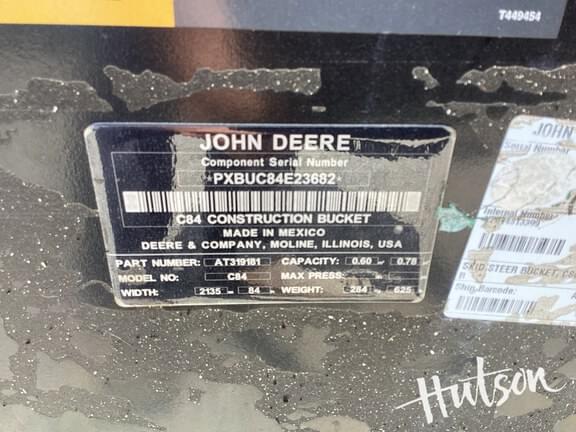 T449454
JOHN DEERE
Component Serial Number
*PXBUC84E23682*
C84 CONSTRUCTION BUCKET
MADE IN MEXICO
DEERE & COMPANY, MOLINE, ILLINOIS, USA
PART NUMBER: AT319181 CAPACITY: 0.60 0.78
MODEL NO: C84 MAX PRESS:
WIDTH: 2135 84 WEIGHT: 284 625
JOHN
Serial Number
Internal Number
SKID STEER BUCKET,
Ship Barcode:
Hutson